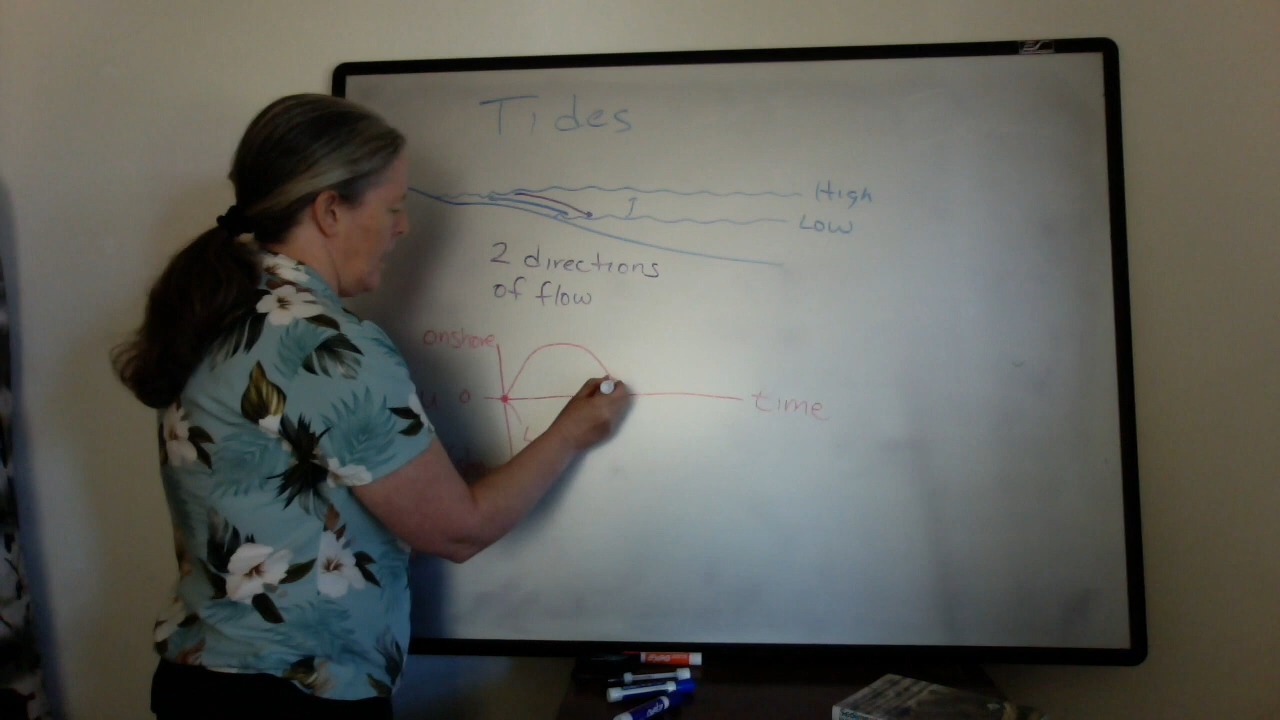 Tides
High
Low
2 directions
of flow
onshore
u 0
time